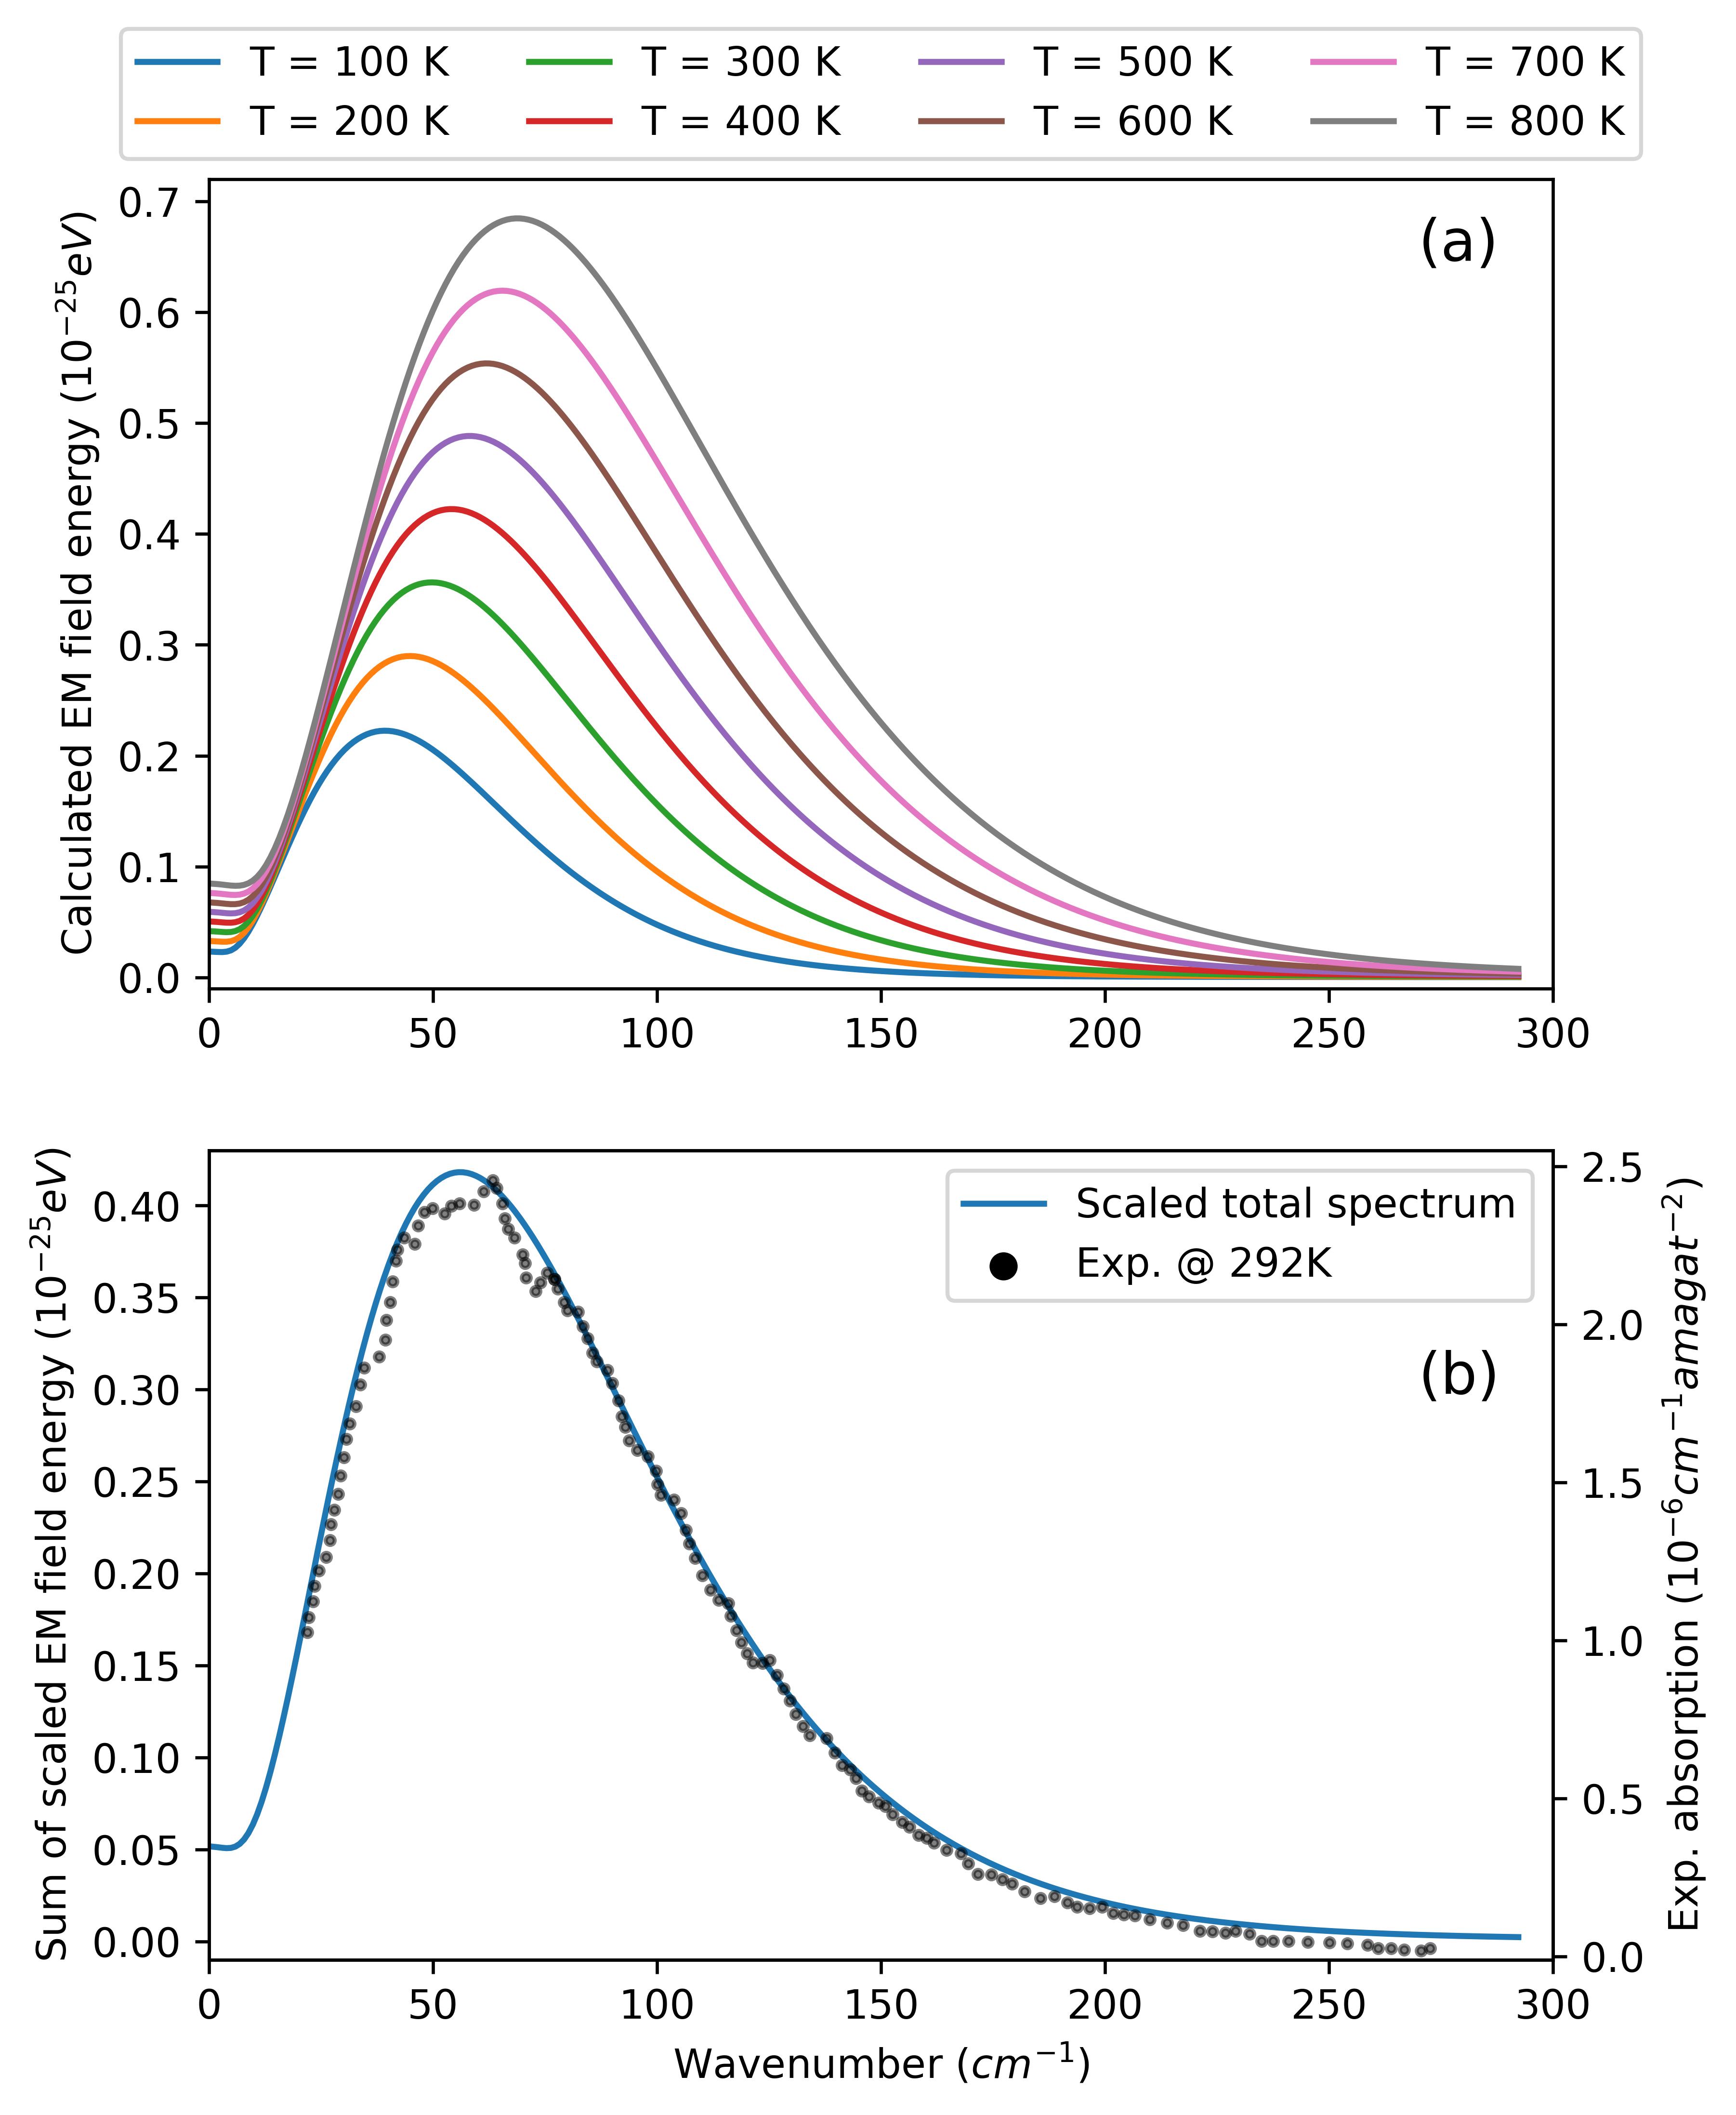 T = 100 K T = 300 K T = 500 K T = 700 K
T = 200 K T = 400 K T = 600 K T = 800 K
(a)
Calculated EM field energy (10⁻²⁵eV)
0.7
0.6
0.5
0.4
0.3
0.2
0.1
0.0
0 50 100 150 200 250 300
Scaled total spectrum
Exp. @ 292K
(b)
Sum of scaled EM field energy (10⁻²⁵eV)
0.40
0.35
0.30
0.25
0.20
0.15
0.10
0.05
0.00
2.5
2.0
1.5
1.0
0.5
0.0
Exp. absorption (10⁻⁶cm⁻¹amagat⁻²)
0 50 100 150 200 250 300
Wavenumber (cm⁻¹)